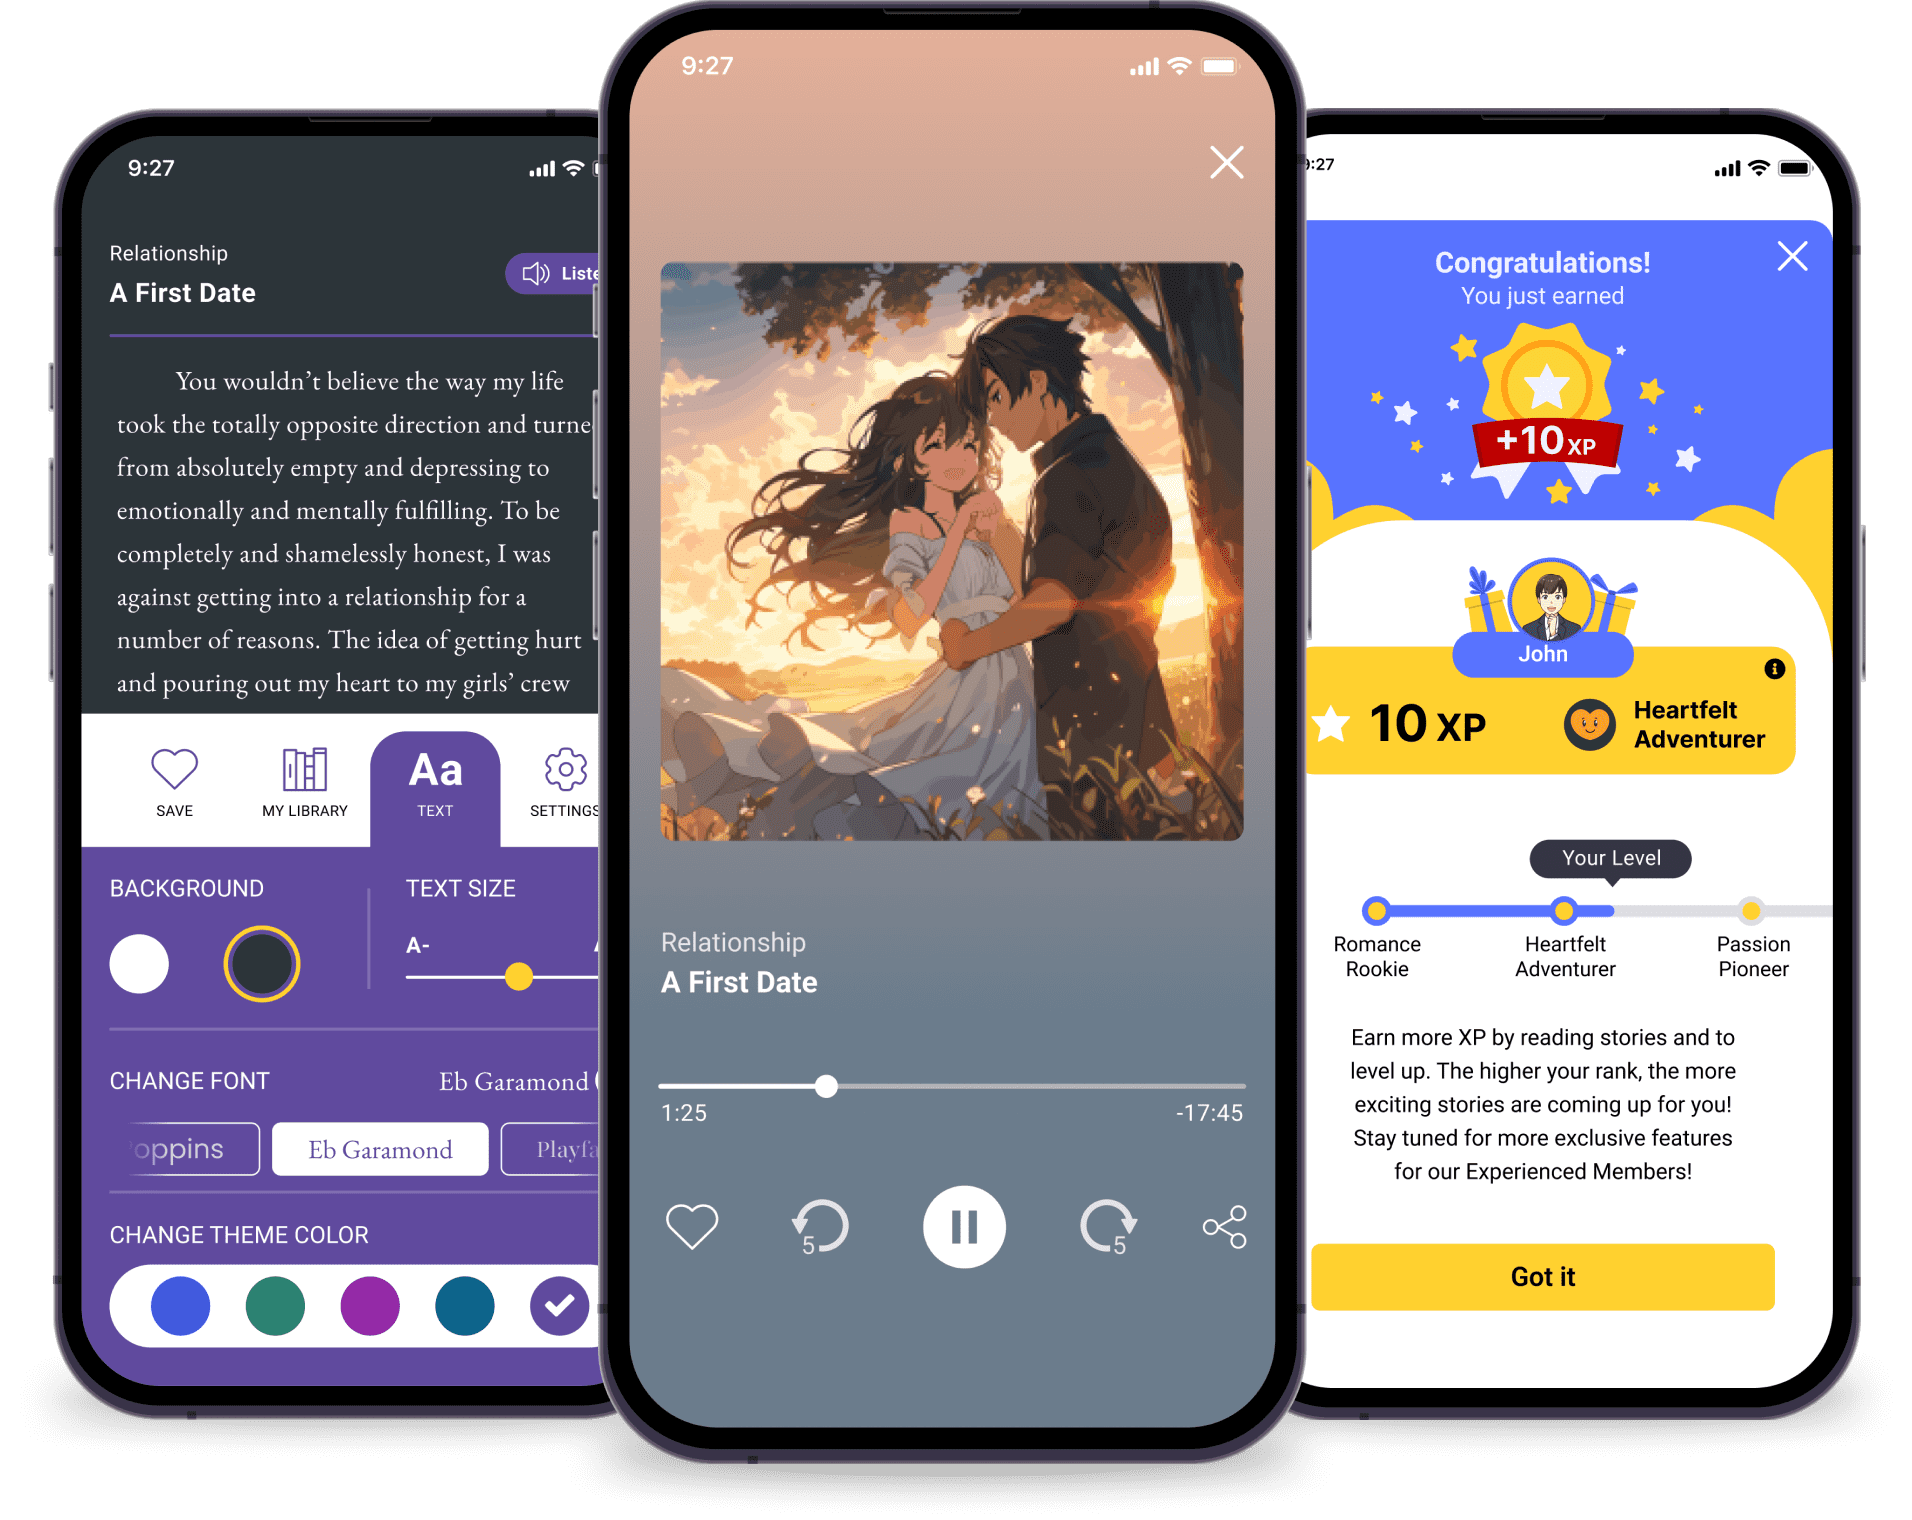 9:27
Relationship
A First Date
You wouldn’t believe the way my life
took the totally opposite direction and
from absolutely empty and depressing to
emotionally and mentally fulfilling. To be
completely and shamelessly honest, I was
against getting into a relationship for a
number of reasons. The idea of getting hurt
and pouring out my heart to my girls’ crew
SAVE
MY LIBRARY
Aa
TEXT
SETTINGS
BACKGROUND
TEXT SIZE
A-
CHANGE FONT
Eb Garamond
Eb Garamond
CHANGE THEME COLOR
9:27
Relationship
A First Date
1:25
-17:45
5
5
:27
Congratulations!
You just earned
+10 XP
John
10 XP
Heartfelt
Adventurer
Your Level
Romance
Rookie
Heartfelt
Adventurer
Passion
Pioneer
Earn more XP by reading stories and to
level up. The higher your rank, the more
exciting stories are coming up for you!
Stay tuned for more exclusive features
for our Experienced Members!
Got it